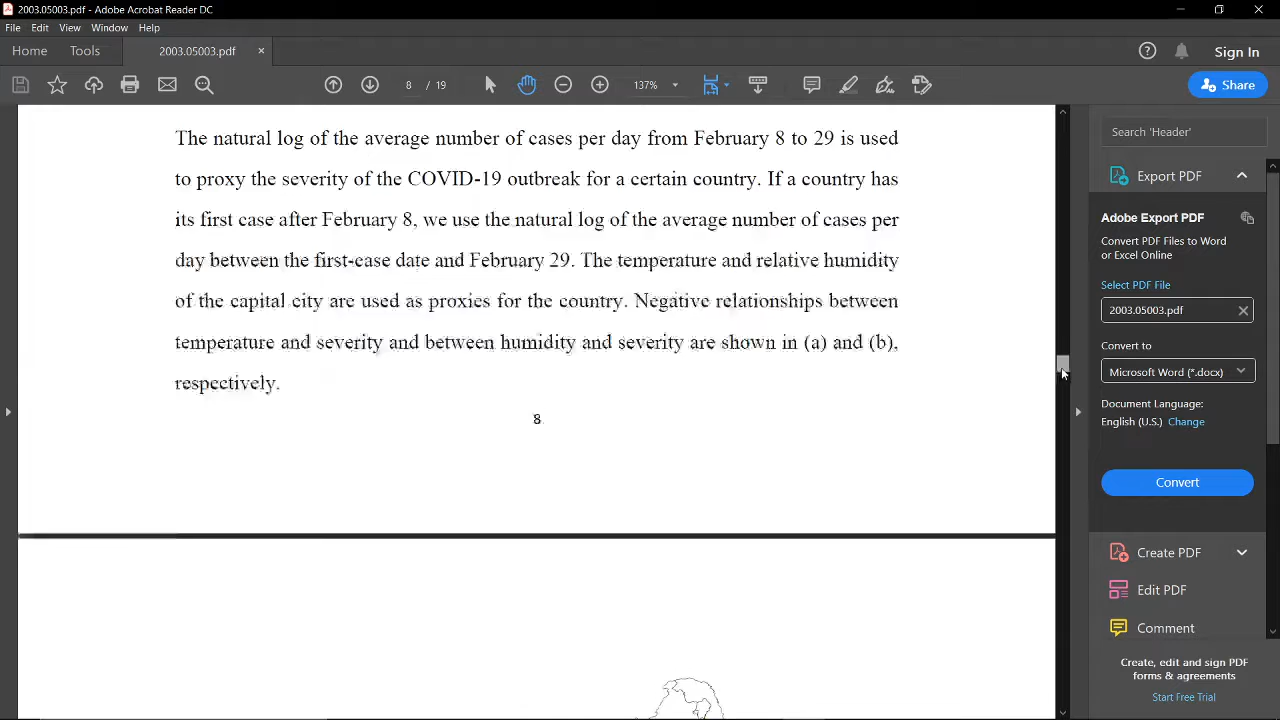 2003.05003.pdf - Adobe Acrobat Reader DC
File Edit View Window Help
Home Tools 2003.05003.pdf × Sign In
8 / 19 137% Share
The natural log of the average number of cases per day from February 8 to 29 is used
to proxy the severity of the COVID-19 outbreak for a certain country. If a country has
its first case after February 8, we use the natural log of the average number of cases per
day between the first-case date and February 29. The temperature and relative humidity
of the capital city are used as proxies for the country. Negative relationships between
temperature and severity and between humidity and severity are shown in (a) and (b),
respectively.
8
Search 'Header'
Export PDF
Adobe Export PDF
Convert PDF Files to Word
or Excel Online
Select PDF File
2003.05003.pdf
Convert to
Microsoft Word (*.docx)
Document Language:
English (U.S.) Change
Convert
Create PDF
Edit PDF
Comment
Create, edit and sign PDF
forms & agreements
Start Free Trial